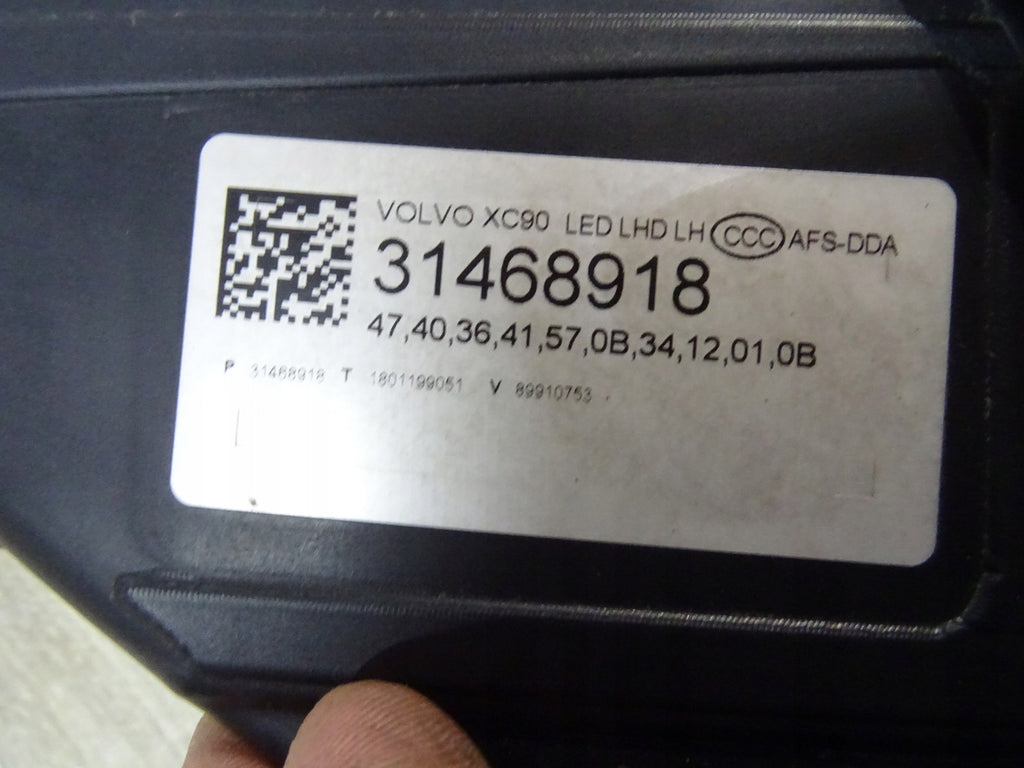 VOLVO XC90 LED LHD LH CCC AFS-DDA
31468918
47,40,36,41,57,0B,34,12,01,0B
P 31468918 T 1801199051 V 89910753